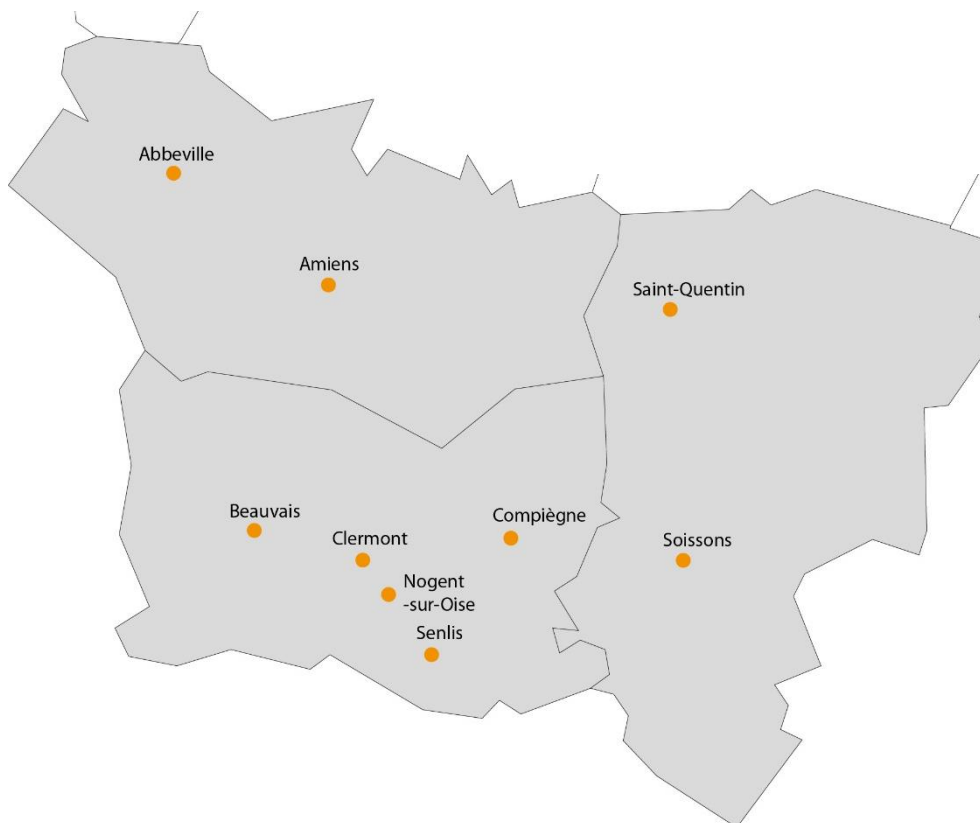 Abbeville
Amiens
Saint-Quentin
Beauvais
Compiègne
Clermont
Soissons
Nogent
-sur-Oise
Senlis